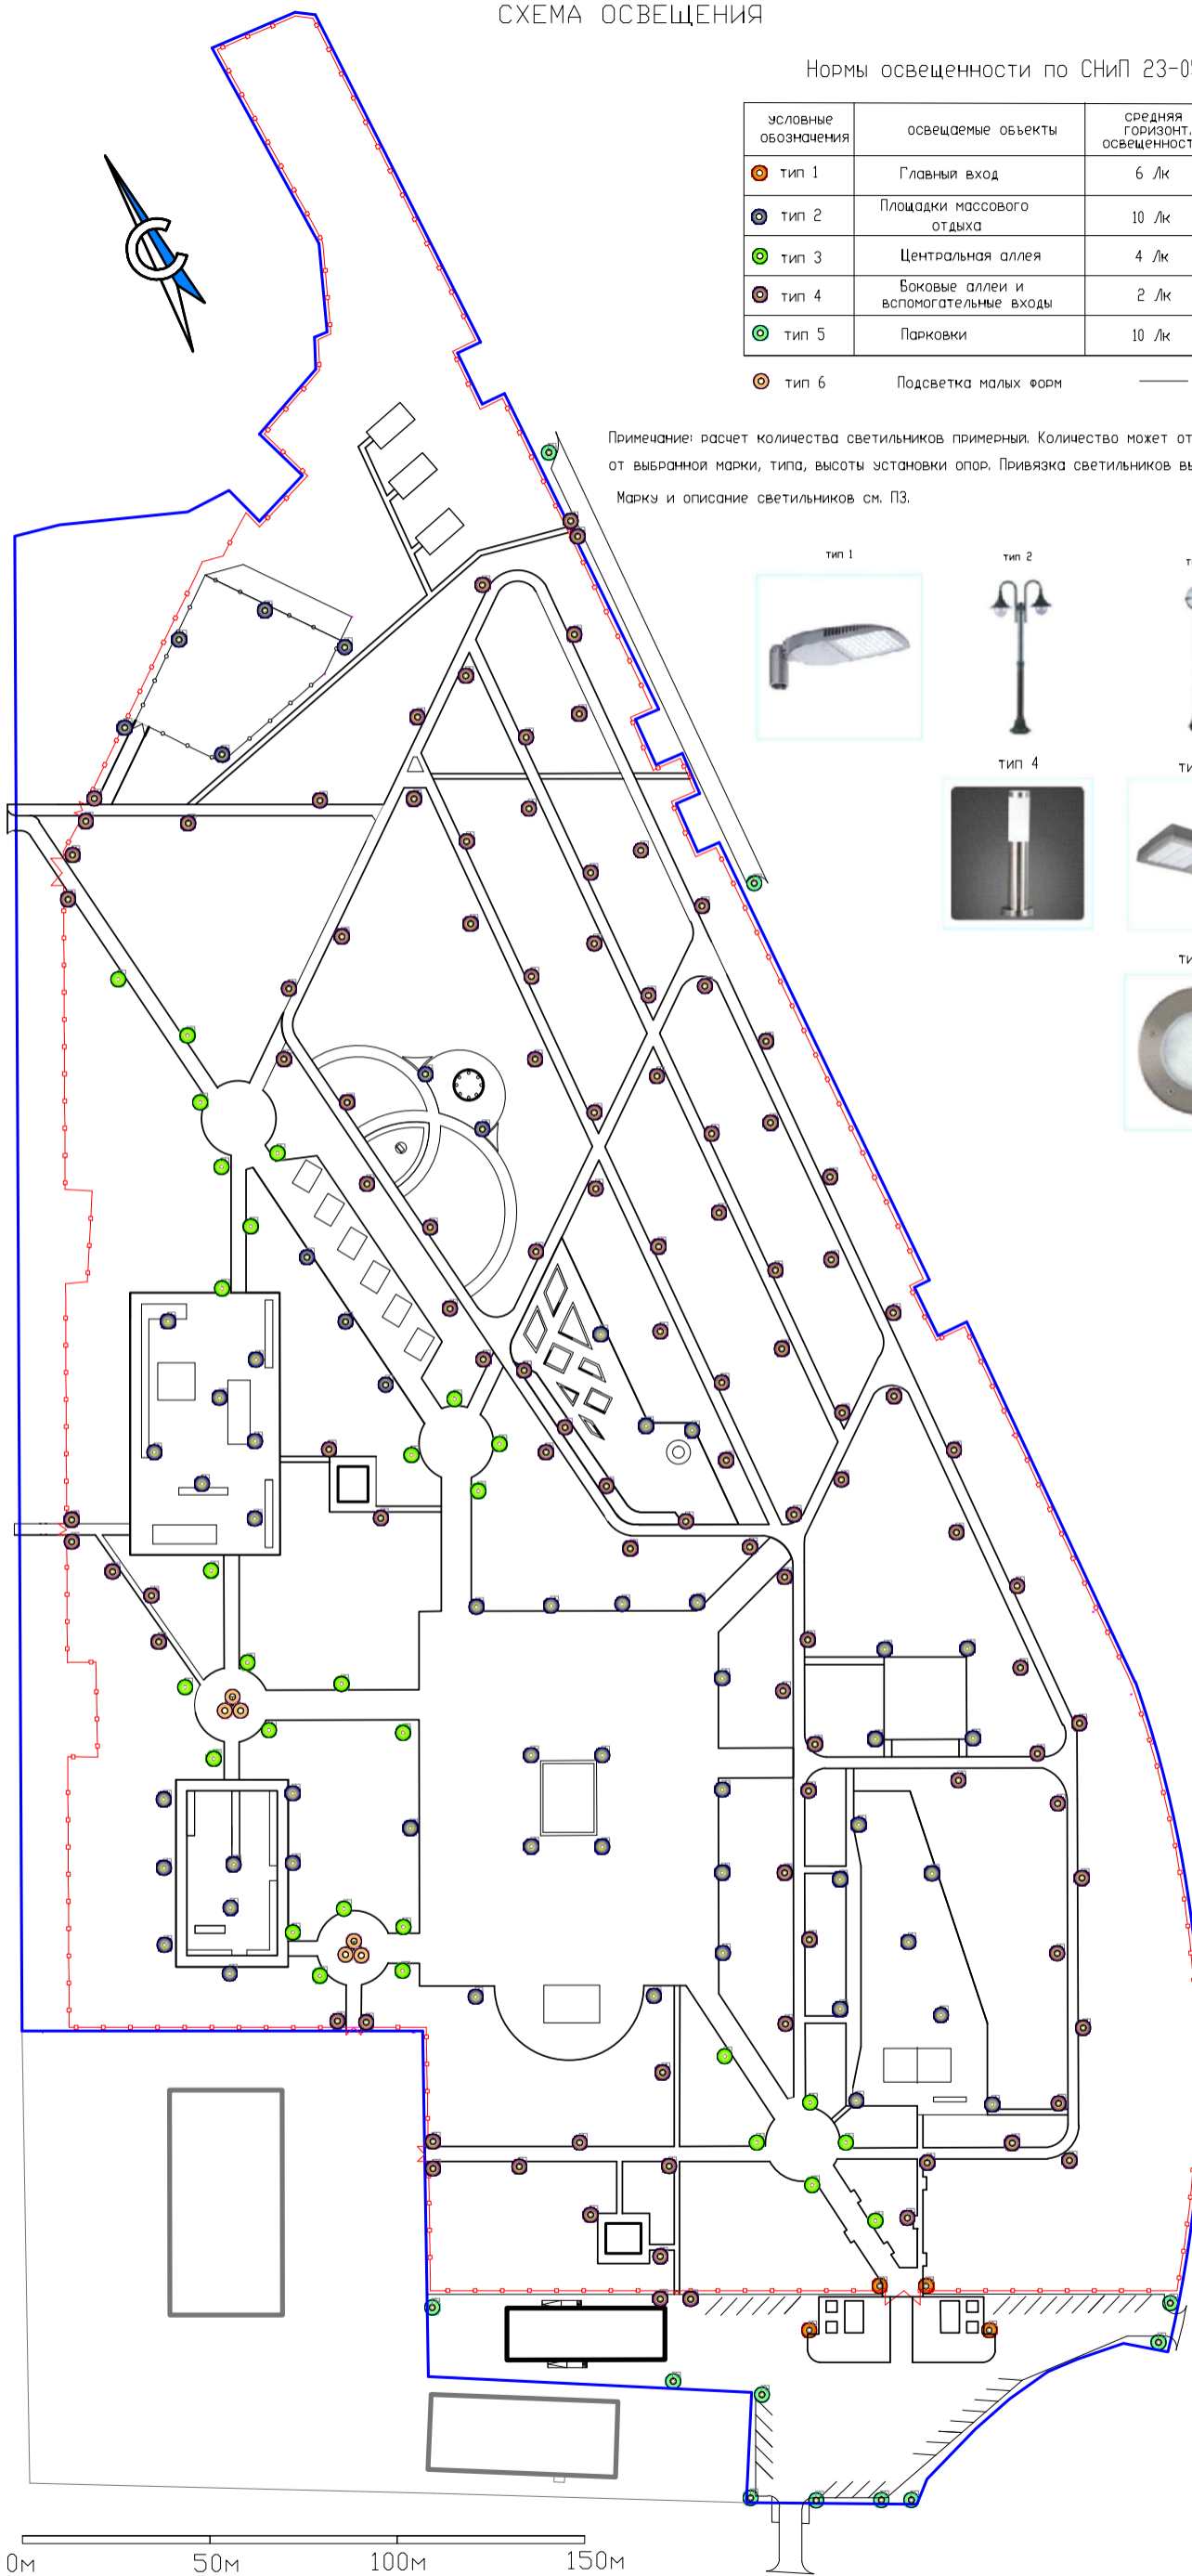 СХЕМА ОСВЕЩЕНИЯ
Нормы освещенности по СНиП
условные
обозначения
освещаемые объекты
средняя
горизонт.
тип 1
Главный вход
6 Лк
тип 2
Площадки массового
отдыха
10 Лк
тип 3
Центральная аллея
4 Лк
тип 4
Боковые аллеи и
вспомогательные входы
2 Лк
тип 5
Парковки
10 Лк
тип 6
Подсветка малых форм
Примечание: расчет количества светильников примерный. Количество может
от выбранной марки, типа, высоты установки опор. Привязка светильников
Марку и описание светильников см. ПЗ.
тип 1
тип 2
тип 4
С
0м
50м
100м
150м